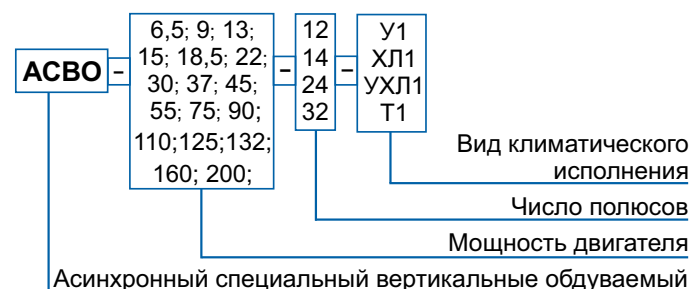 АСВО – 6,5; 9; 13; – 12 – У1
15; 18,5; 22; 14 ХЛ1
30; 37; 45; 24 УХЛ1
55; 75; 90; 32 Т1
110;125;132;
160; 200;
Вид климатического
исполнения
Число полюсов
Мощность двигателя
Асинхронный специальный вертикальные обдуваемый